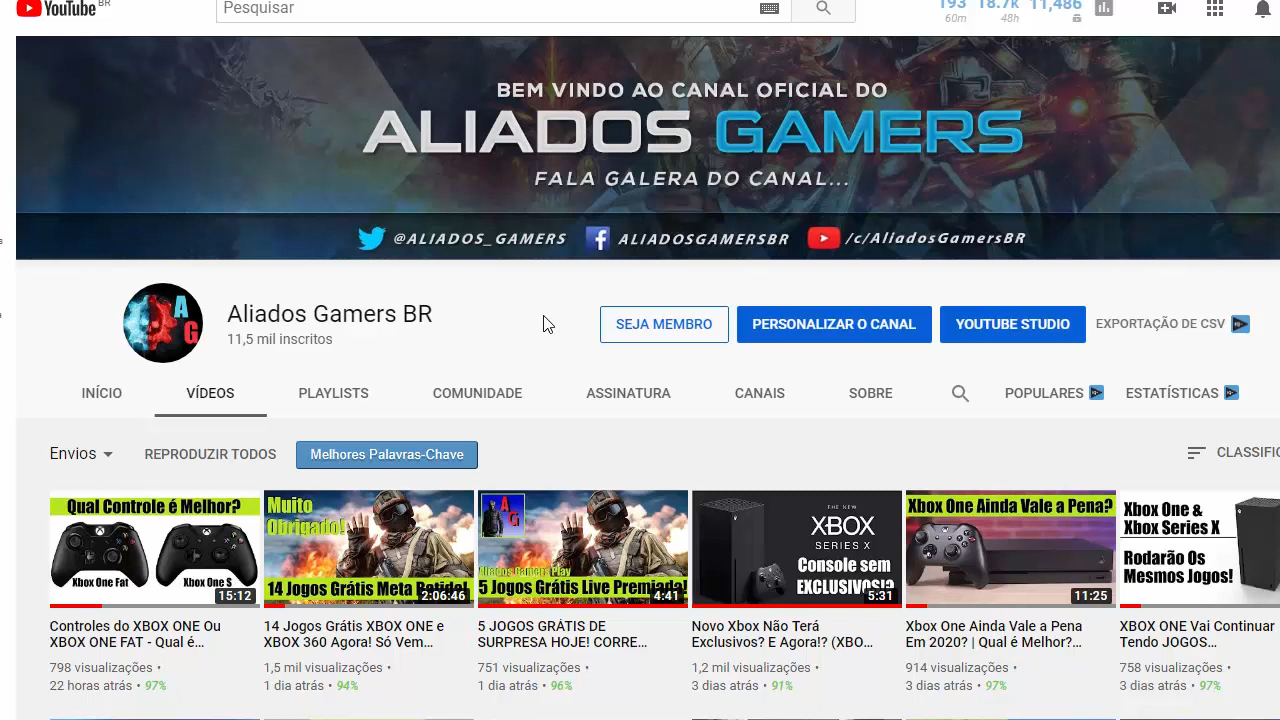 YouTube BR
Pesquisar
193 18.7k 11,486
60m 48h
BEM VINDO AO CANAL OFICIAL DO
ALIADOS GAMERS
FALA GALERA DO CANAL...
@ALIADOS_GAMERS ALIADOSGAMERSBR /c/AliadosGamersBR
A
G
Aliados Gamers BR
11,5 mil inscritos
SEJA MEMBRO PERSONALIZAR O CANAL YOUTUBE STUDIO EXPORTAÇÃO DE CSV
INÍCIO VÍDEOS PLAYLISTS COMUNIDADE ASSINATURA CANAIS SOBRE POPULARES ESTATÍSTICAS
Envios REPRODUZIR TODOS Melhores Palavras-Chave CLASSIFIC
Qual Controle é Melhor?
Xbox One Fat Xbox One S
15:12
Controles do XBOX ONE Ou
XBOX ONE FAT - Qual é...
798 visualizações •
22 horas atrás • 97%
Muito
Obrigado!
14 Jogos Grátis Meta Batida!
2:06:46
14 Jogos Grátis XBOX ONE e
XBOX 360 Agora! Só Vem...
1,5 mil visualizações •
1 dia atrás • 94%
A
G
Aliados Gamers Play
5 Jogos Grátis Live Premiada!
4:41
5 JOGOS GRÁTIS DE
SURPRESA HOJE! CORRE...
751 visualizações •
1 dia atrás • 96%
THE NEW
XBOX
SERIES X
Console sem
EXCLUSIVOS!?
5:31
Novo Xbox Não Terá
Exclusivos? E Agora!? (XBO...
1,2 mil visualizações •
3 dias atrás • 91%
Xbox One Ainda Vale a Pena?
11:25
Xbox One Ainda Vale a Pena
Em 2020? | Qual é Melhor?...
914 visualizações •
3 dias atrás • 97%
Xbox One &
Xbox Series X
Rodarão Os
Mesmos Jogos!
XBOX ONE Vai Continuar
Tendo JOGOS...
758 visualizações •
3 dias atrás • 97%